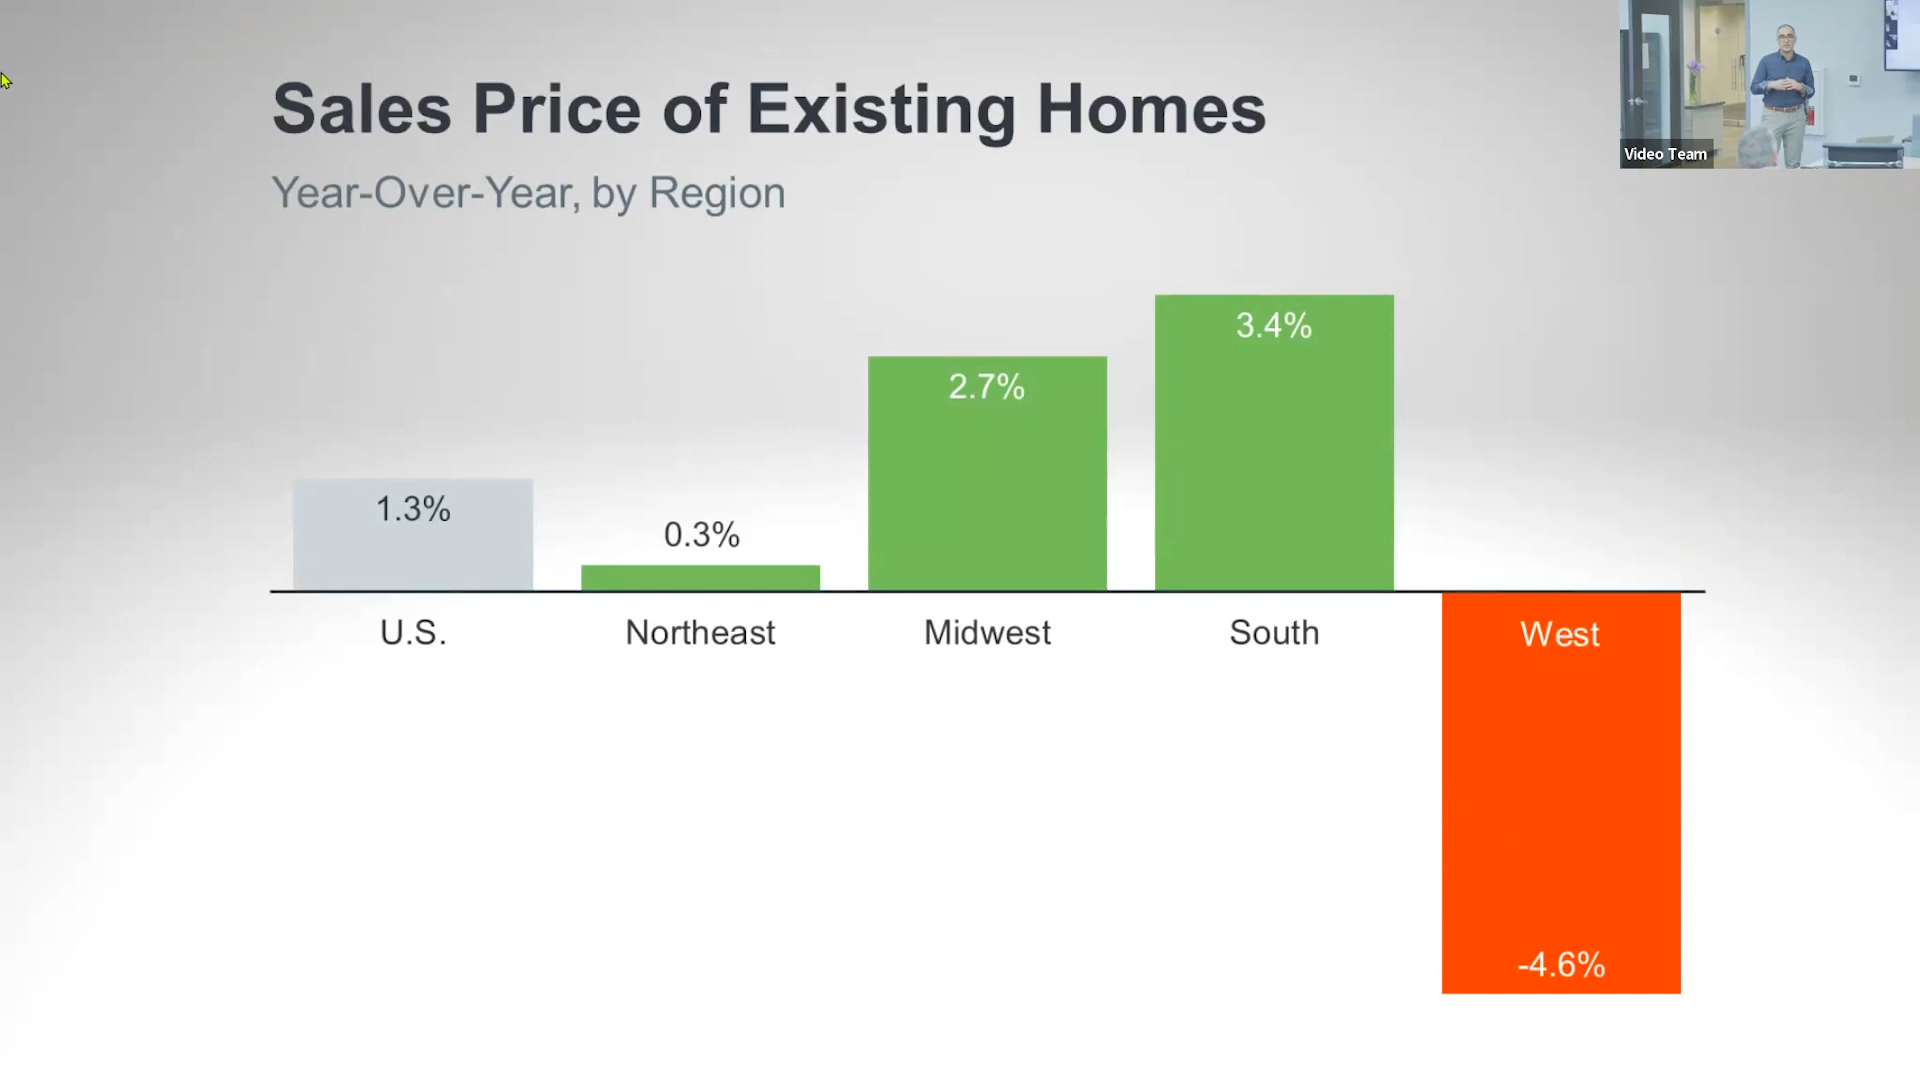 Sales Price of Existing Homes
Year-Over-Year, by Region
Video Team
3.4%
2.7%
1.3%
0.3%
U.S.
Northeast
Midwest
South
West
-4.6%